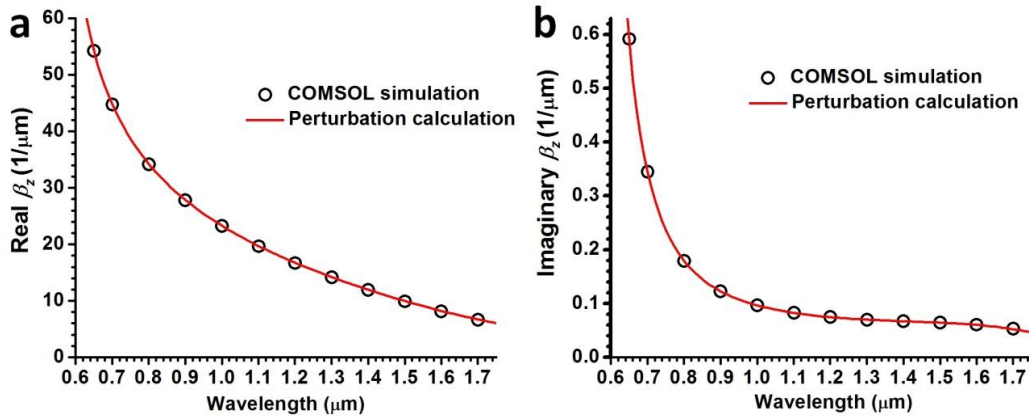 a
60
50
40
30
20
10
0
Real βz (1/μm)
COMSOL simulation
Perturbation calculation
0.6 0.7 0.8 0.9 1.0 1.1 1.2 1.3 1.4 1.5 1.6 1.7
Wavelength (μm)
b
0.6
0.5
0.4
0.3
0.2
0.1
0.0
Imaginary βz (1/μm)
COMSOL simulation
Perturbation calculation
0.6 0.7 0.8 0.9 1.0 1.1 1.2 1.3 1.4 1.5 1.6 1.7
Wavelength (μm)